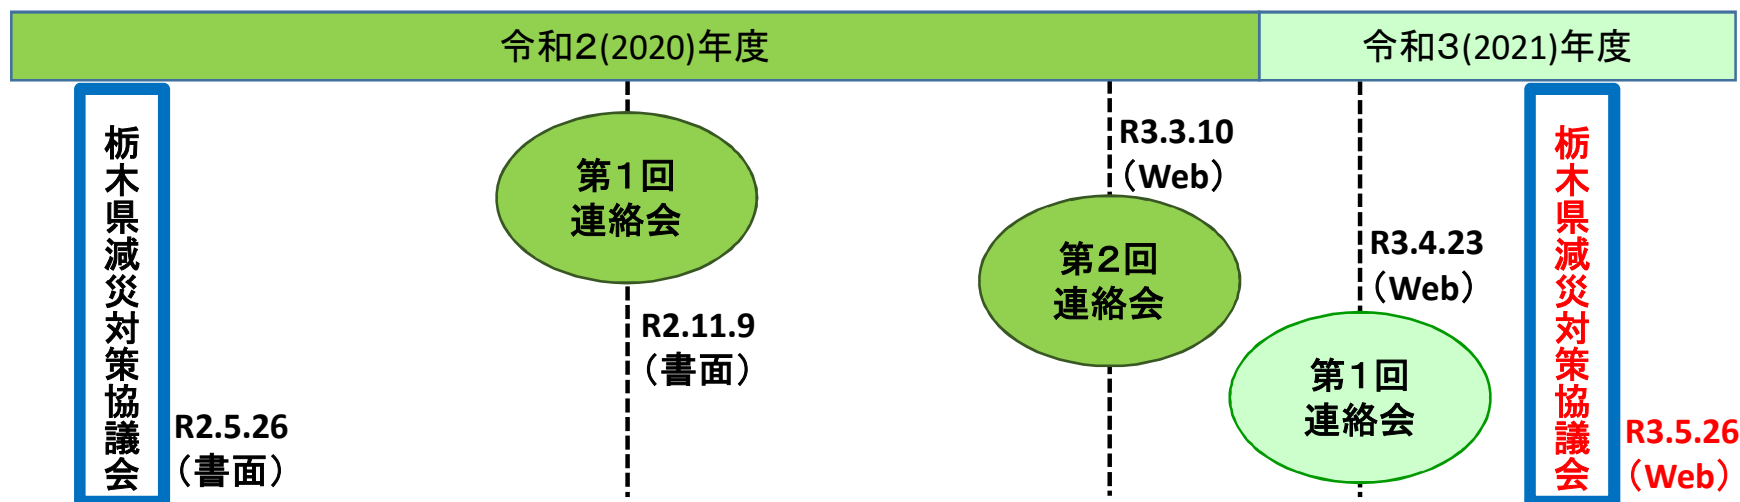 令和２(2020)年度
令和３(2021)年度
栃木県減災対策協議会
R2.5.26
（書面）
第１回
連絡会
R2.11.9
（書面）
R3.3.10
（Web）
第２回
連絡会
R3.4.23
（Web）
第１回
連絡会
栃木県減災対策協議会
R3.5.26
（Web）